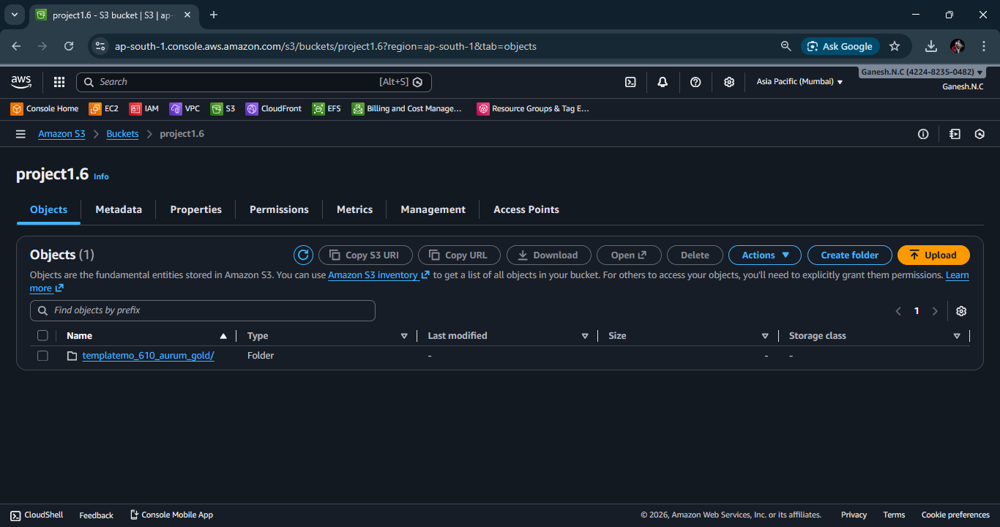 project1.6 - S3 bucket | S3 | ap-
ap-south-1.console.aws.amazon.com/s3/buckets/project1.6?region=ap-south-1&tab=objects
Ask Google
aws
Search
[Alt+S]
Asia Pacific (Mumbai)
Ganesh.N.C (4224-8235-0482)
Ganesh.N.C
Console Home
EC2
IAM
VPC
S3
CloudFront
EFS
Billing and Cost Manage...
Resource Groups & Tag E...
Amazon S3
Buckets
project1.6
project1.6 Info
Objects
Metadata
Properties
Permissions
Metrics
Management
Access Points
Objects (1)
Copy S3 URI
Copy URL
Download
Open
Delete
Actions
Create folder
Upload
Objects are the fundamental entities stored in Amazon S3. You can use Amazon S3 inventory to get a list of all objects in your bucket. For others to access your objects, you'll need to explicitly grant them permissions. Learn
more
Find objects by prefix
1
Name
Type
Last modified
Size
Storage class
templatemo_610_aurum_gold/
Folder
-
-
-
CloudShell
Feedback
Console Mobile App
© 2026, Amazon Web Services, Inc. or its affiliates.
Privacy
Terms
Cookie preferences